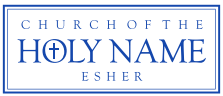 CHURCH OF THE
HOLY NAME
ESHER